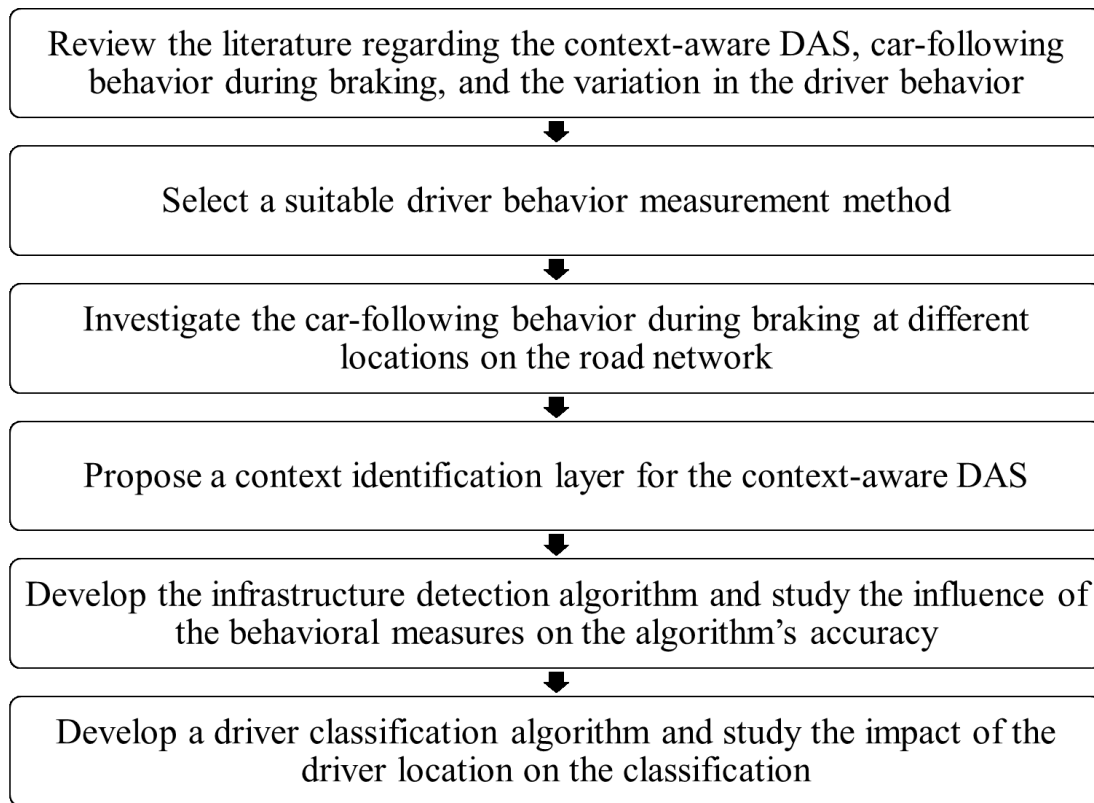 Review the literature regarding the context-aware DAS, car-following
behavior during braking, and the variation in the driver behavior
Select a suitable driver behavior measurement method
Investigate the car-following behavior during braking at different
locations on the road network
Propose a context identification layer for the context-aware DAS
Develop the infrastructure detection algorithm and study the influence of
the behavioral measures on the algorithm’s accuracy
Develop a driver classification algorithm and study the impact of the
driver location on the classification